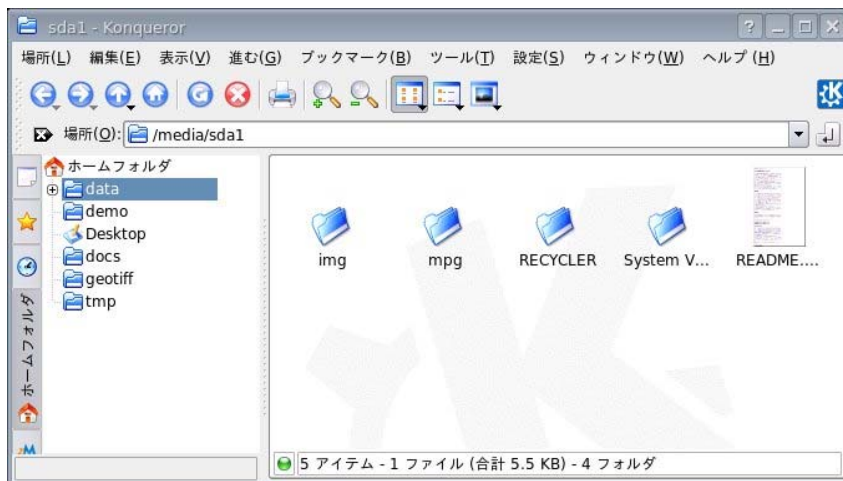 sda1 - Konqueror
場所(L) 編集(E) 表示(V) 進む(G) ブックマーク(B) ツール(T) 設定(S) ウィンドウ(W) ヘルプ(H)
場所(O): /media/sda1
ホームフォルダ
data
demo
Desktop
docs
geotiff
tmp
ホームフォルダ
img mpg RECYCLER System V... README....
5 アイテム - 1 ファイル (合計 5.5 KB) - 4 フォルダ